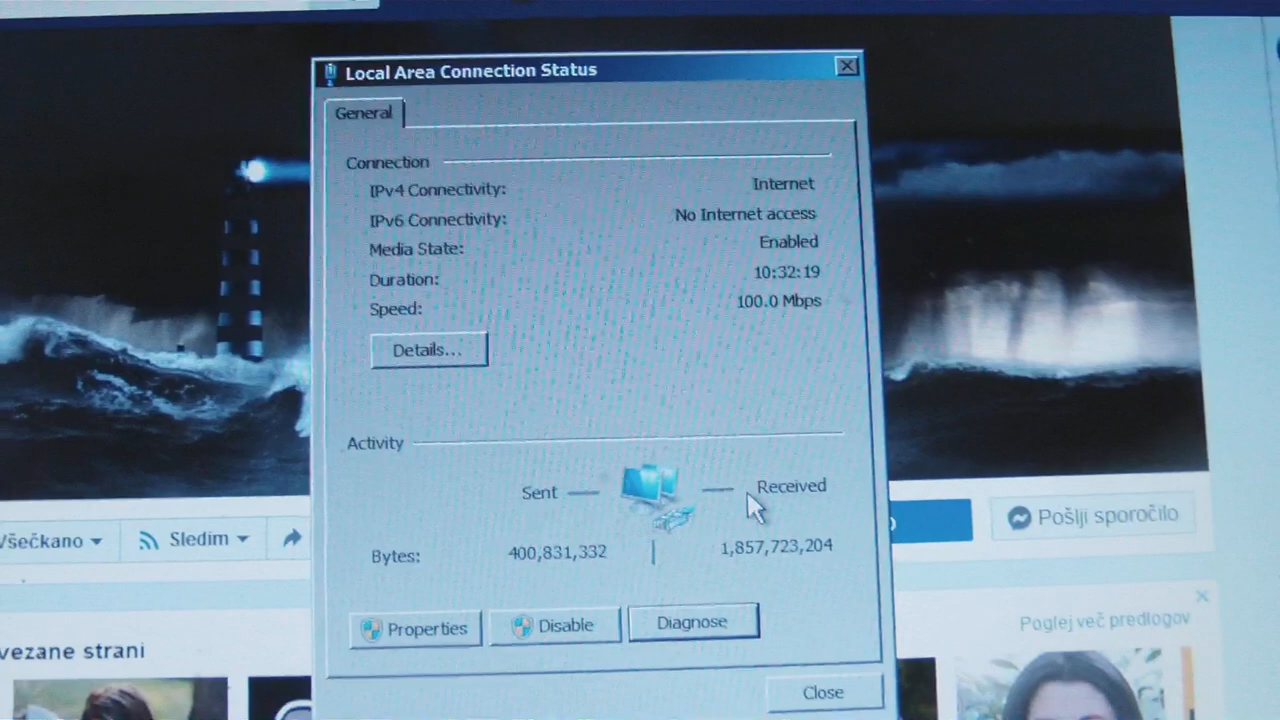 Local Area Connection Status
General
Connection
IPv4 Connectivity: Internet
IPv6 Connectivity: No Internet access
Media State: Enabled
Duration: 10:32:19
Speed: 100.0 Mbps
Details...
Activity
Sent Received
Bytes: 400,831,332 1,857,723,204
Properties Disable Diagnose
Close
Všečkano Sledim
Pošlji sporočilo
vezane strani
Poglej več predlogov